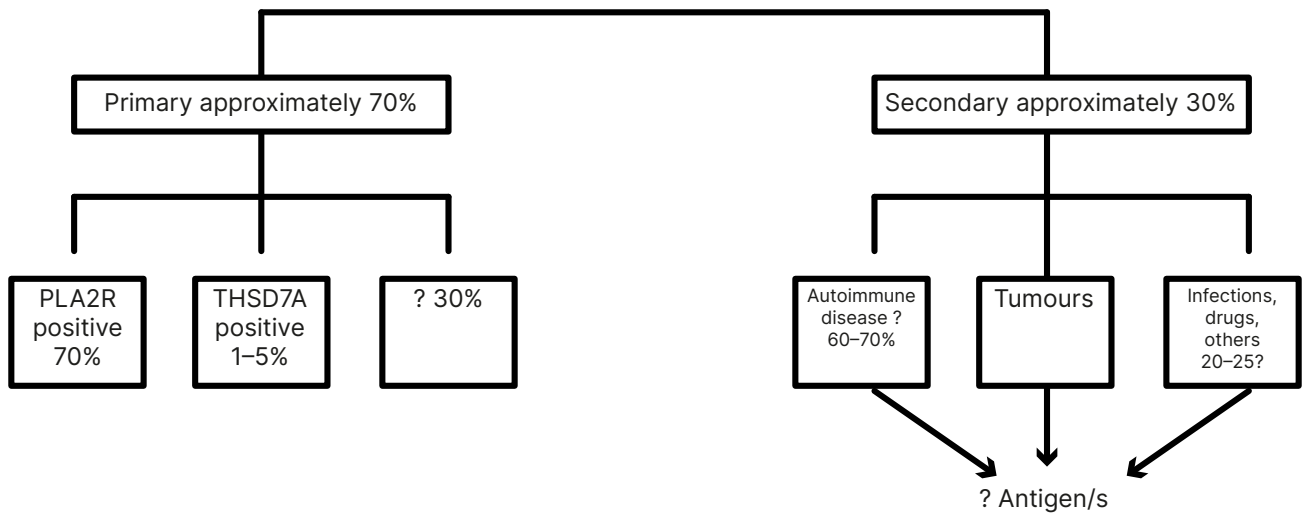 Primary approximately 70%
Secondary approximately 30%
PLA2R
positive
70%
THSD7A
positive
1–5%
? 30%
Autoimmune
disease ?
60–70%
Tumours
Infections,
drugs,
others
20–25?
? Antigen/s